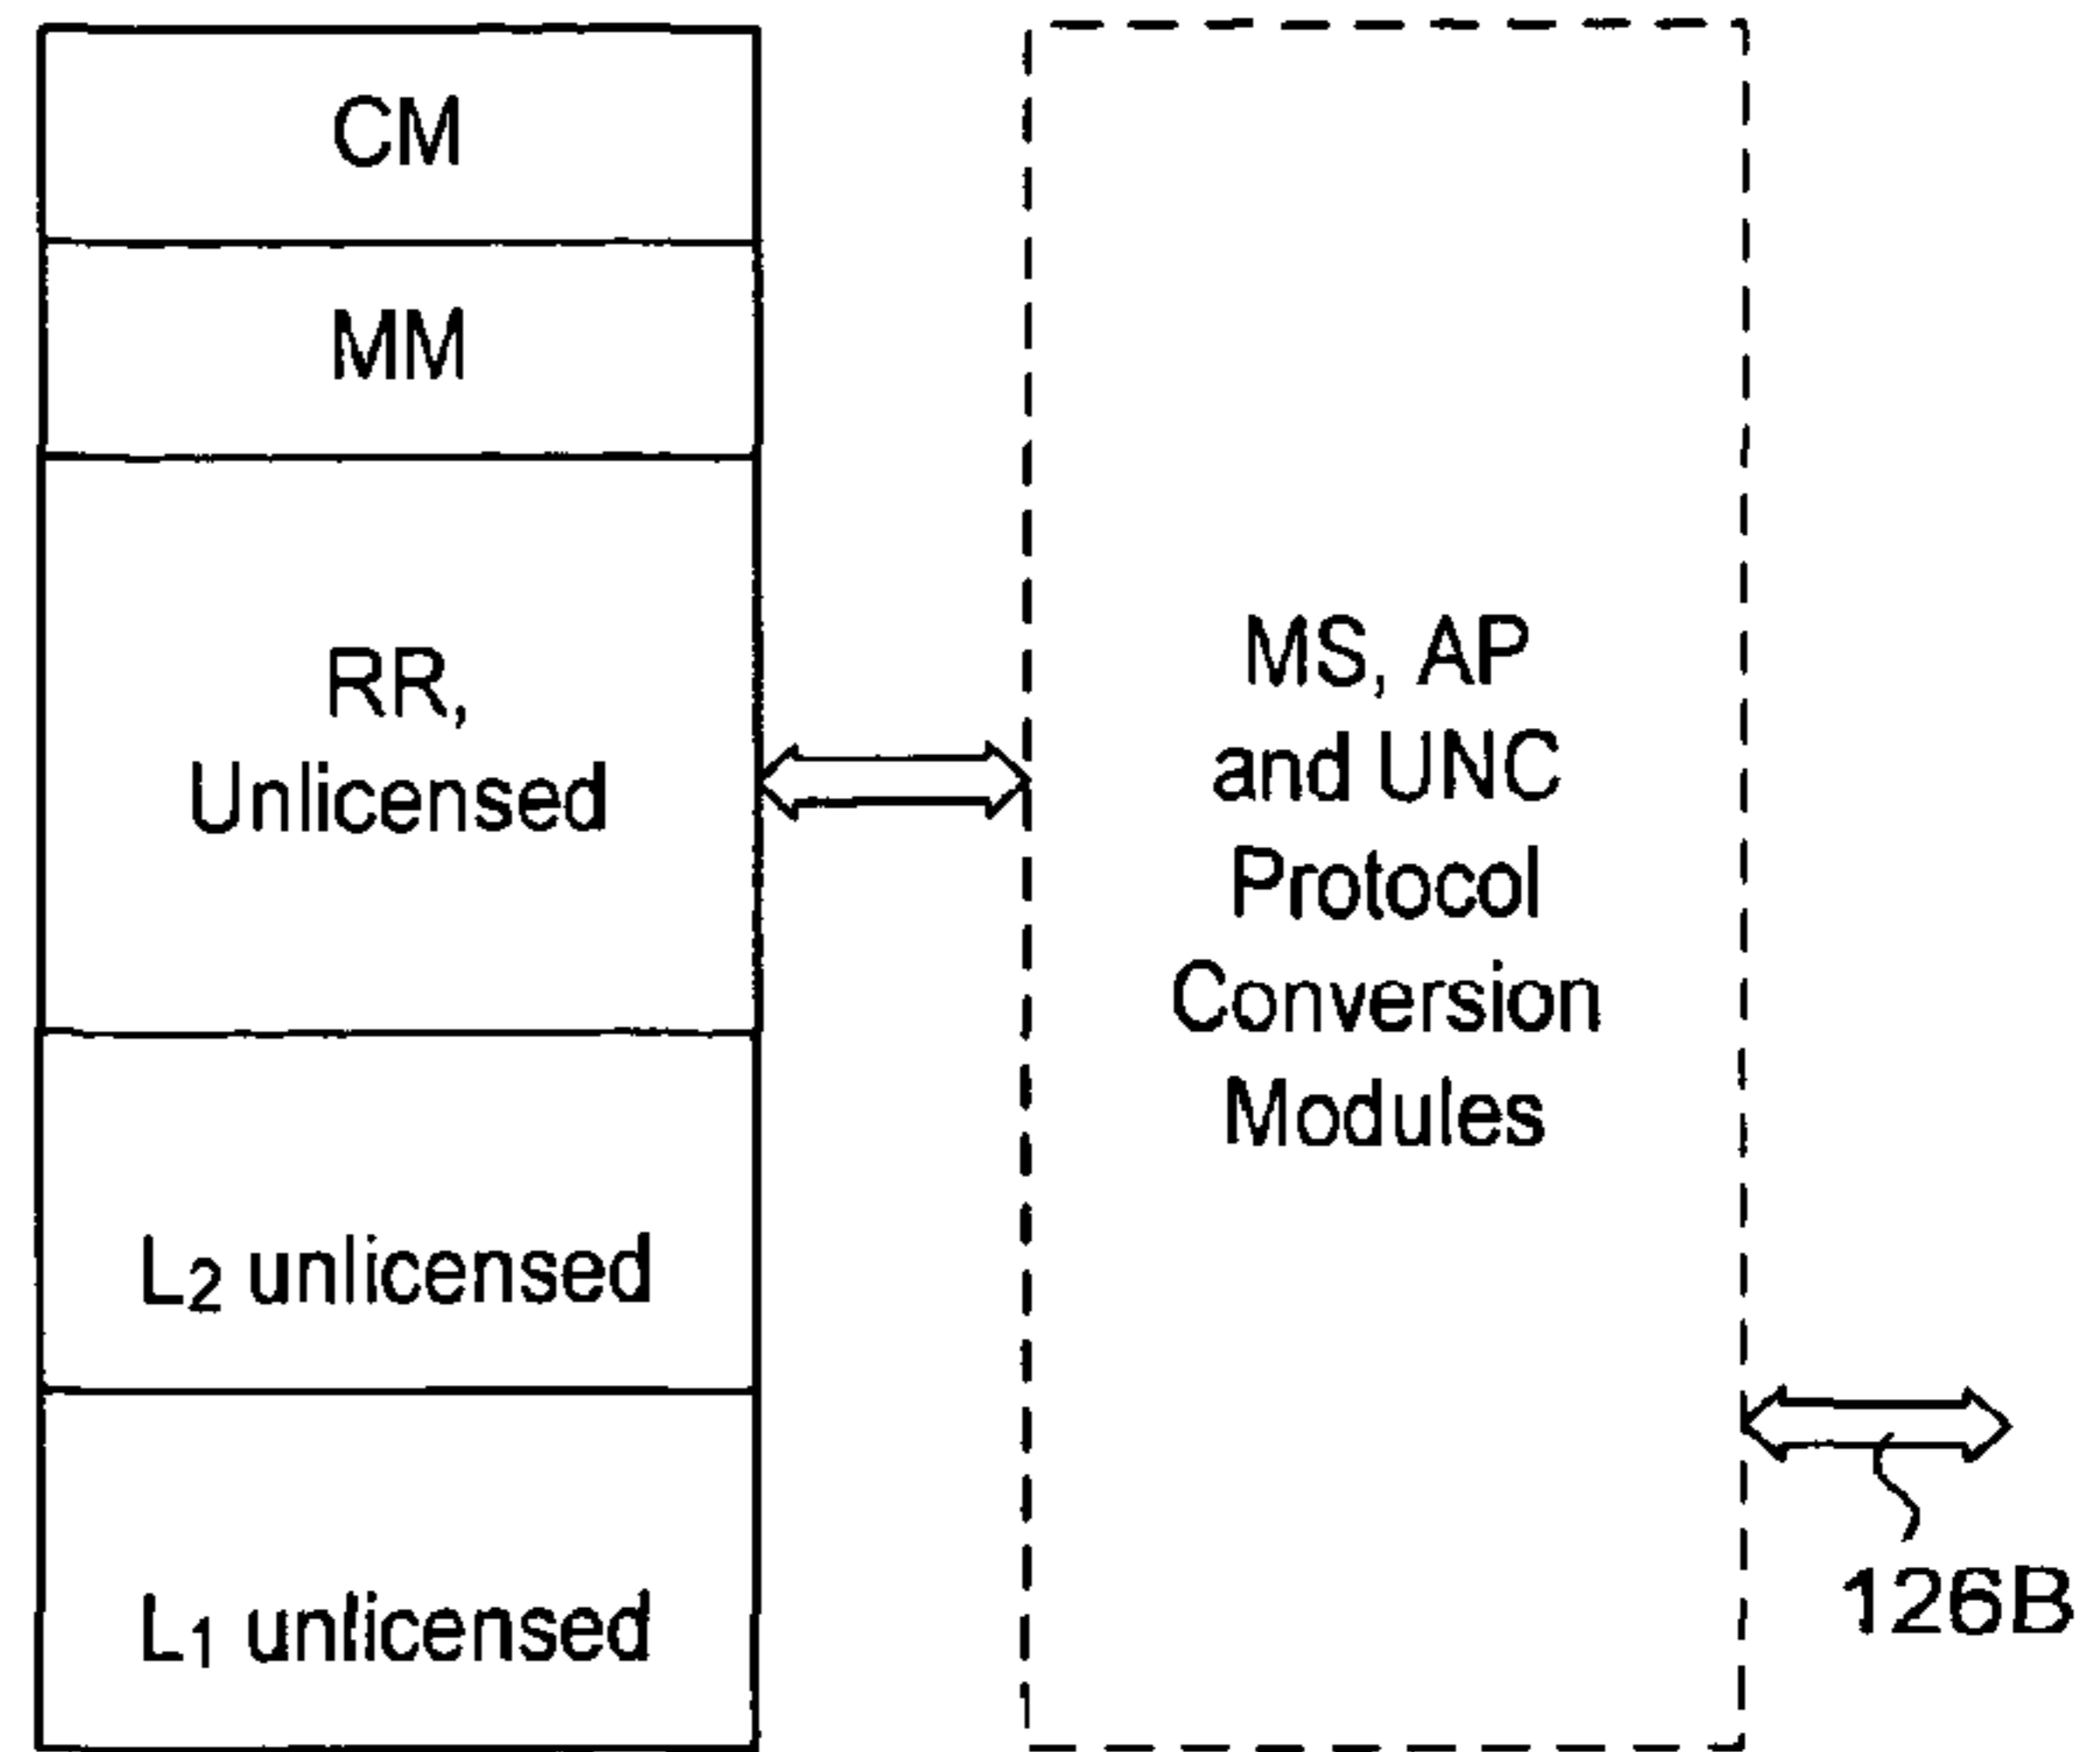 CM
MM
RR,
Unlicensed
L₂ unlicensed
L₁ unlicensed
MS, AP
and UNC
Protocol
Conversion
Modules
126B